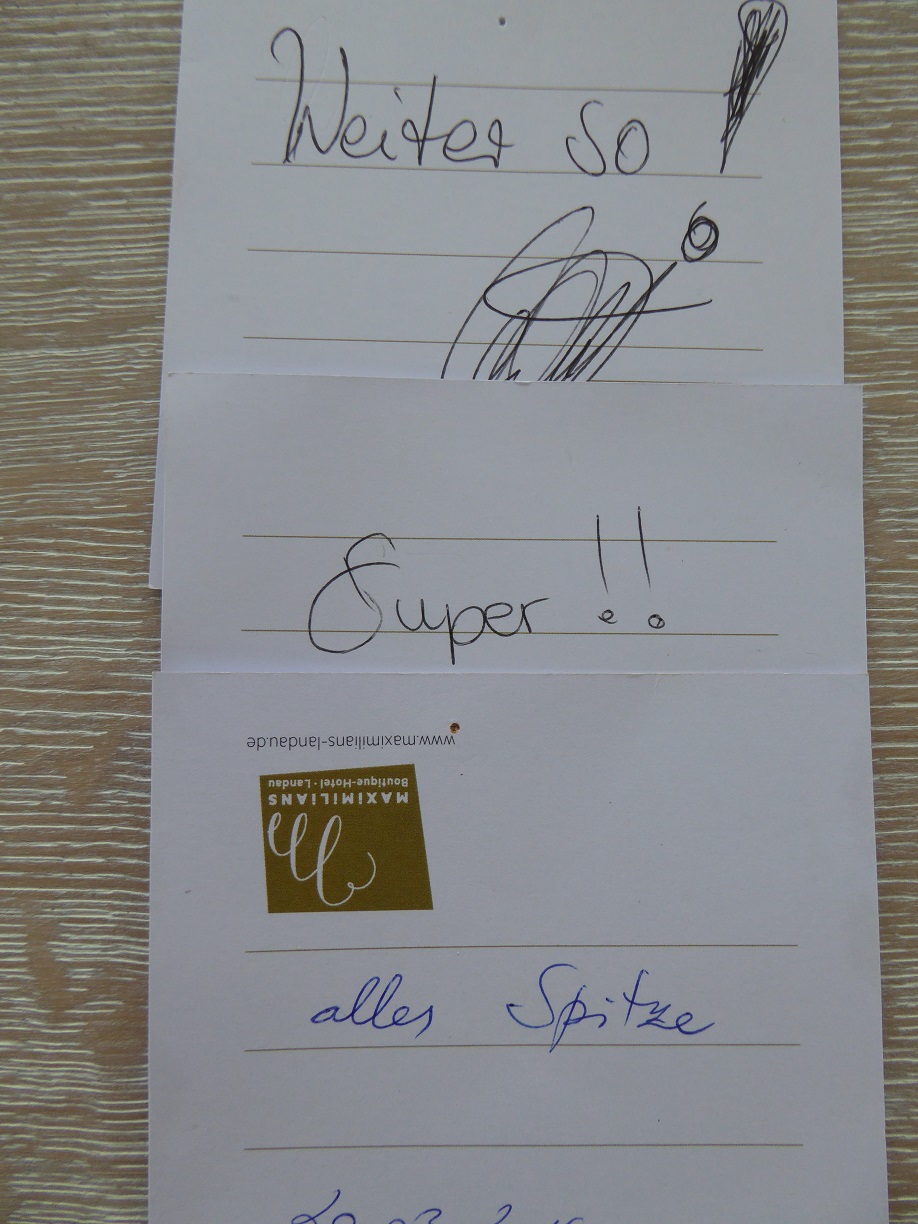 Weiter so!
Super!!
www.maximilians-landau.de
Boutique-Hotel · Landau
MAXIMILIANS
alles Spitze